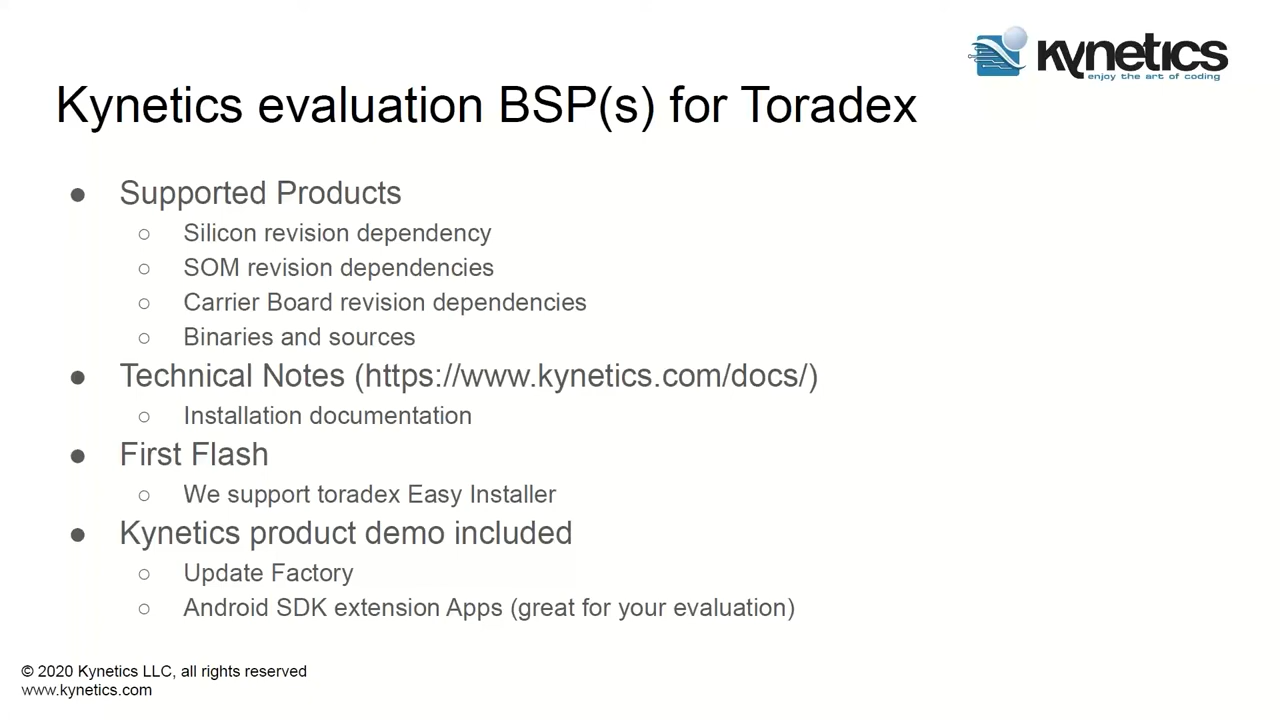 kynetics
enjoy the art of coding
Kynetics evaluation BSP(s) for Toradex
● Supported Products
○ Silicon revision dependency
○ SOM revision dependencies
○ Carrier Board revision dependencies
○ Binaries and sources
● Technical Notes (https://www.kynetics.com/docs/)
○ Installation documentation
● First Flash
○ We support toradex Easy Installer
● Kynetics product demo included
○ Update Factory
○ Android SDK extension Apps (great for your evaluation)
© 2020 Kynetics LLC, all rights reserved
www.kynetics.com